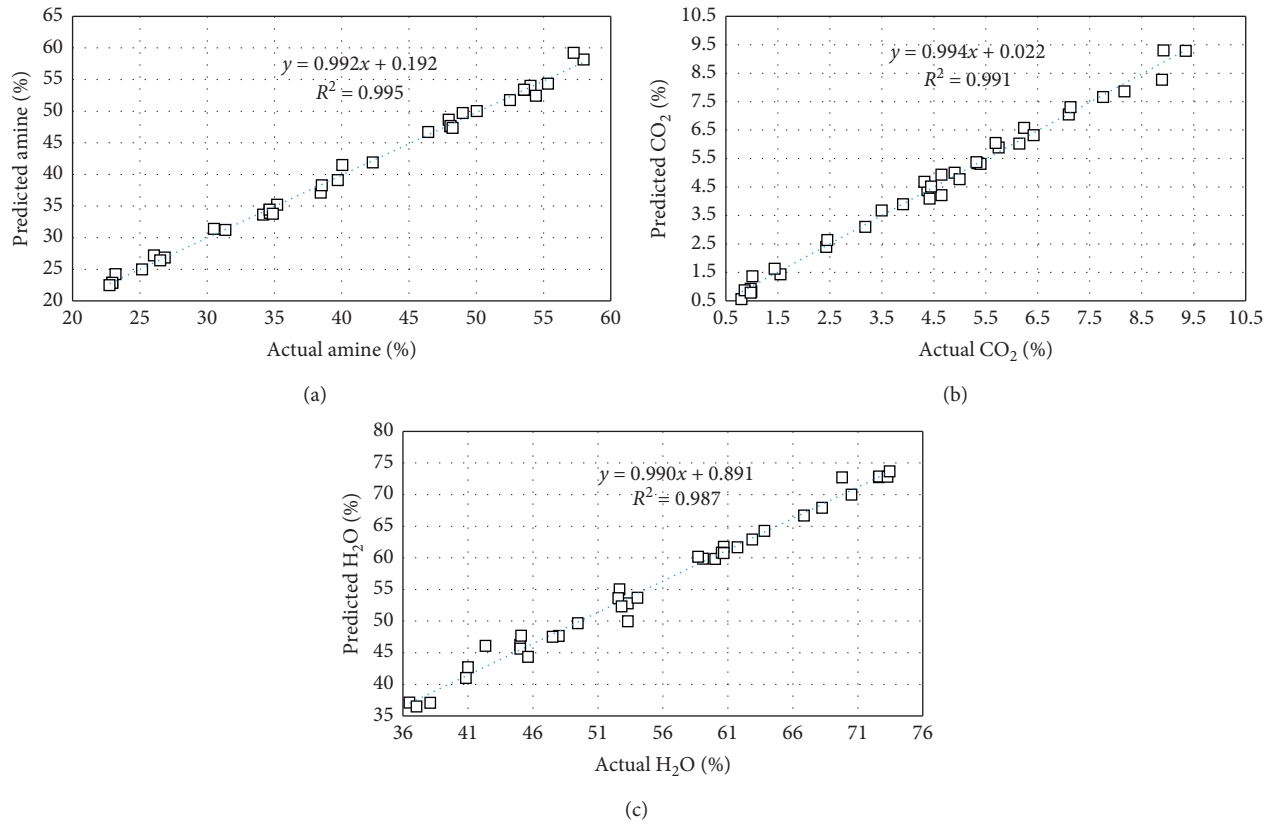 65
60
55
50
45
40
35
30
25
20
Predicted amine (%)
y = 0.992x + 0.192
R² = 0.995
20 25 30 35 40 45 50 55 60
Actual amine (%)
(a)
10.5
9.5
8.5
7.5
6.5
5.5
4.5
3.5
2.5
1.5
0.5
Predicted CO₂ (%)
y = 0.994x + 0.022
R² = 0.991
0.5 1.5 2.5 3.5 4.5 5.5 6.5 7.5 8.5 9.5 10.5
Actual CO₂ (%)
(b)
80
75
70
65
60
55
50
45
40
35
Predicted H₂O (%)
y = 0.990x + 0.891
R² = 0.987
36 41 46 51 56 61 66 71 76
Actual H₂O (%)
(c)